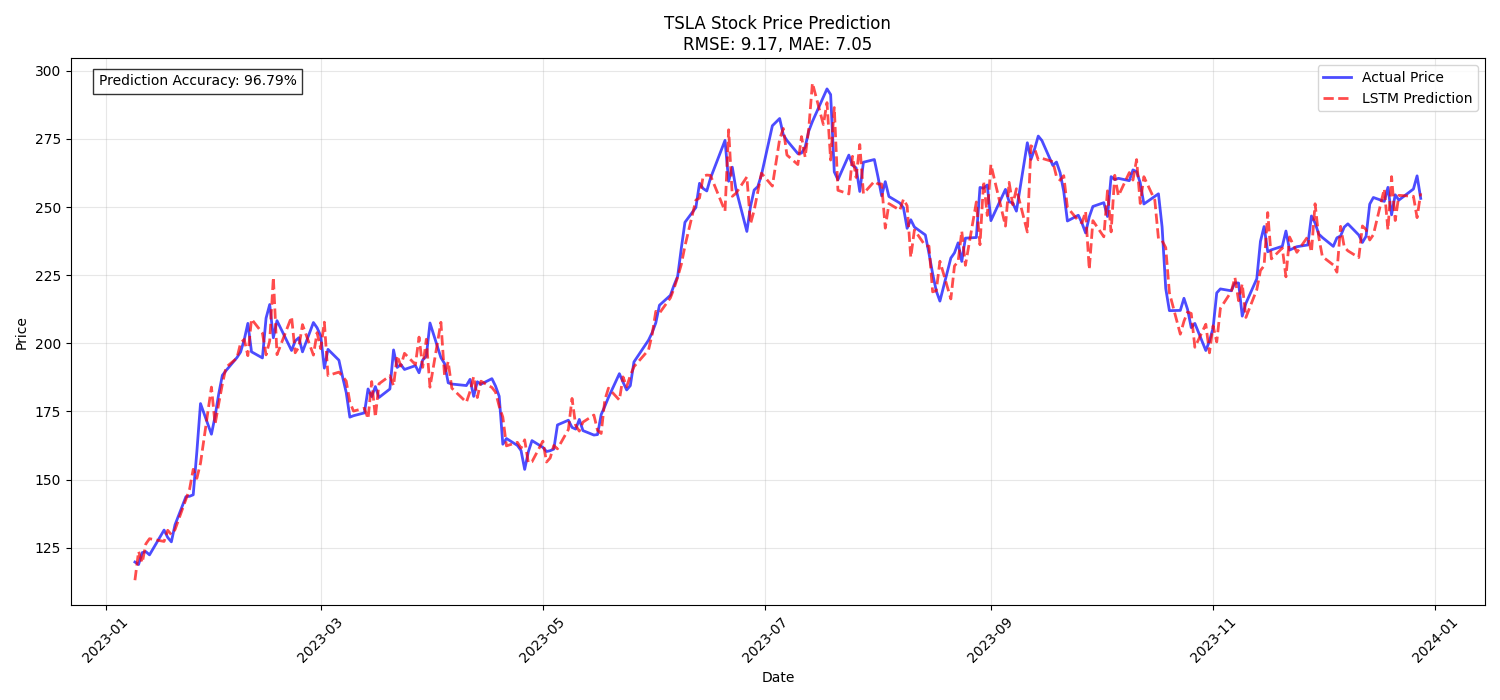 TSLA Stock Price Prediction
RMSE: 9.17, MAE: 7.05
Prediction Accuracy: 96.79%
Actual Price
LSTM Prediction
Price
300
275
250
225
200
175
150
125
2023-01
2023-03
2023-05
2023-07
2023-09
2023-11
2024-01
Date